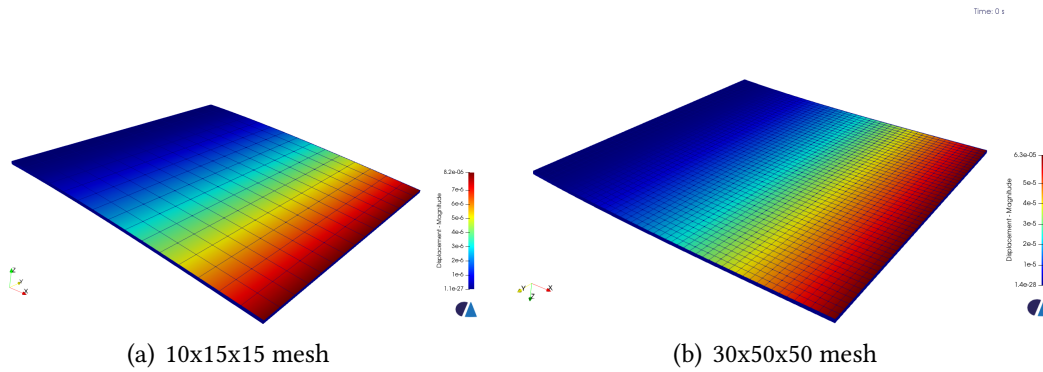 Time: 0 s
8.2e-06
7e-6
6e-6
5e-6
4e-6
3e-6
2e-6
1e-6
1.1e-27
Displacement - Magnitude
Z
Y
X
6.3e-05
5e-5
4e-5
3e-5
2e-5
1e-5
1.4e-28
Displacement - Magnitude
Y
X
Z
(a) 10x15x15 mesh
(b) 30x50x50 mesh